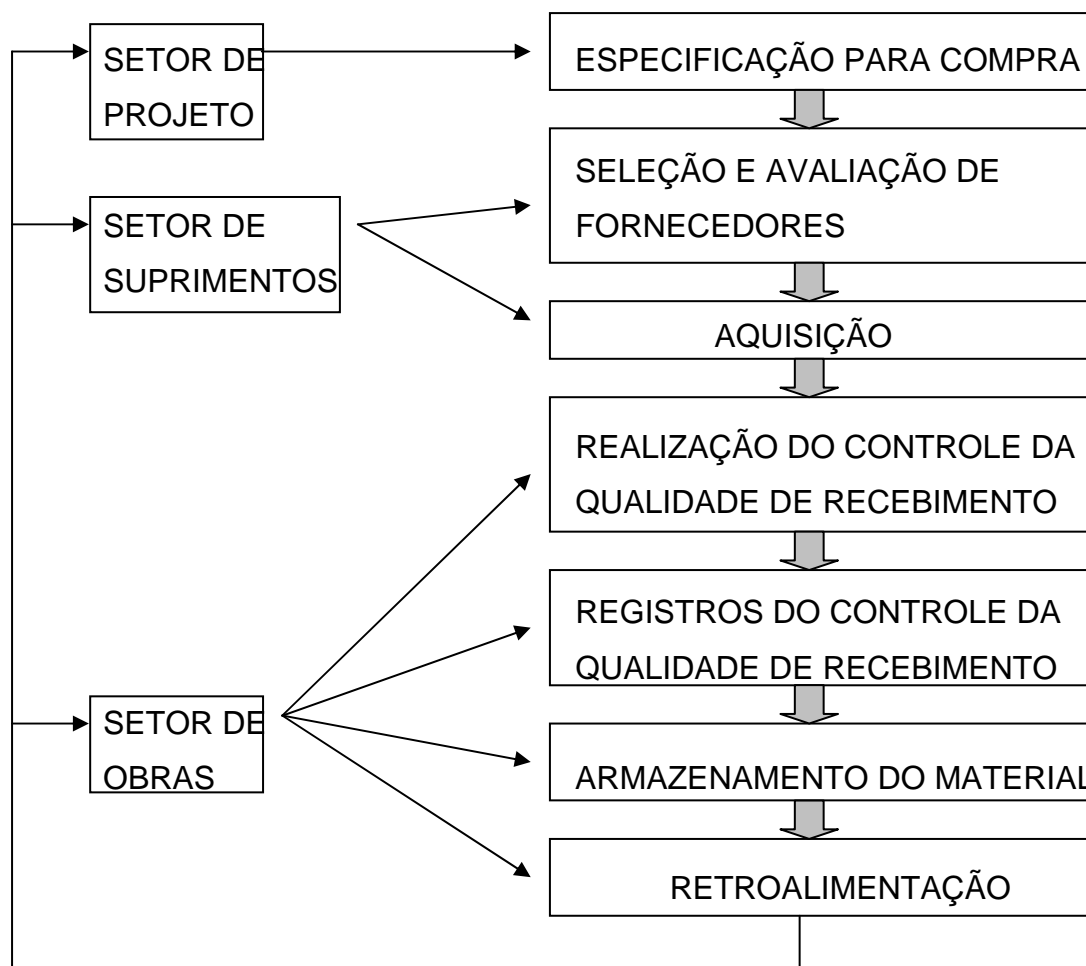 SETOR DE
PROJETO
ESPECIFICAÇÃO PARA COMPRA
SETOR DE
SUPRIMENTOS
SELEÇÃO E AVALIAÇÃO DE
FORNECEDORES
AQUISIÇÃO
SETOR DE
OBRAS
REALIZAÇÃO DO CONTROLE DA
QUALIDADE DE RECEBIMENTO
REGISTROS DO CONTROLE DA
QUALIDADE DE RECEBIMENTO
ARMAZENAMENTO DO MATERIAL
RETROALIMENTAÇÃO